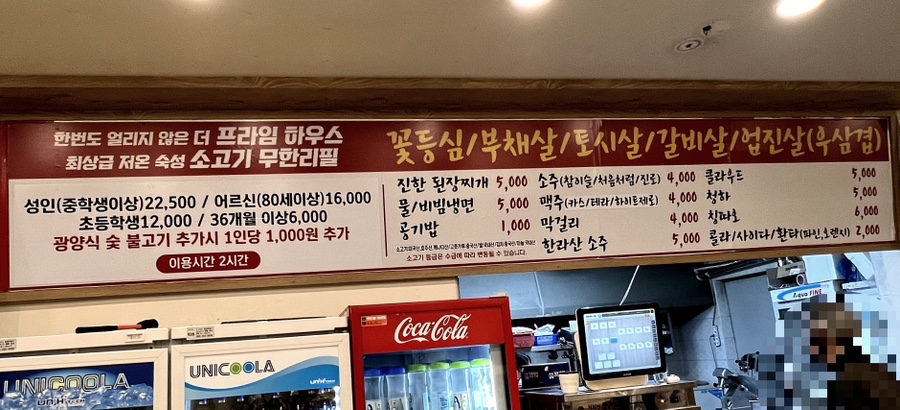 한번도 얼리지 않은 더 프라임 하우스
최상급 저온 숙성 소고기 무한리필
꽃등심/부채살/토시살/갈비살/업진살(우삼겹)
성인(중학생이상)22,500 / 어르신(80세이상)16,000
초등학생12,000 / 36개월 이상6,000
광양식 숯 불고기 추가시 1인당 1,000원 추가
이용시간 2시간
진한 된장찌개 5,000
물/비빔냉면 5,000
공기밥 1,000
소고기 등급은 수급에 따라 변동될 수 있습니다.
소주(참이슬/처음처럼/진로) 4,000
맥주(카스/테라/하이트제로) 4,000
막걸리 4,000
한라산 소주 5,000
클라우드 5,000
청하 5,000
칭따오 6,000
콜라/사이다/환타(파인,오렌지) 2,000
Aqua FINE
Coca-Cola
UNICOOLA
UNICOOLA